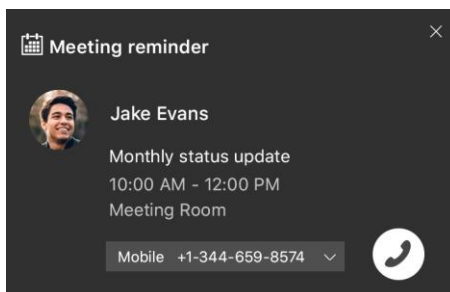 Meeting reminder
Jake Evans
Monthly status update
10:00 AM - 12:00 PM
Meeting Room
Mobile +1-344-659-8574